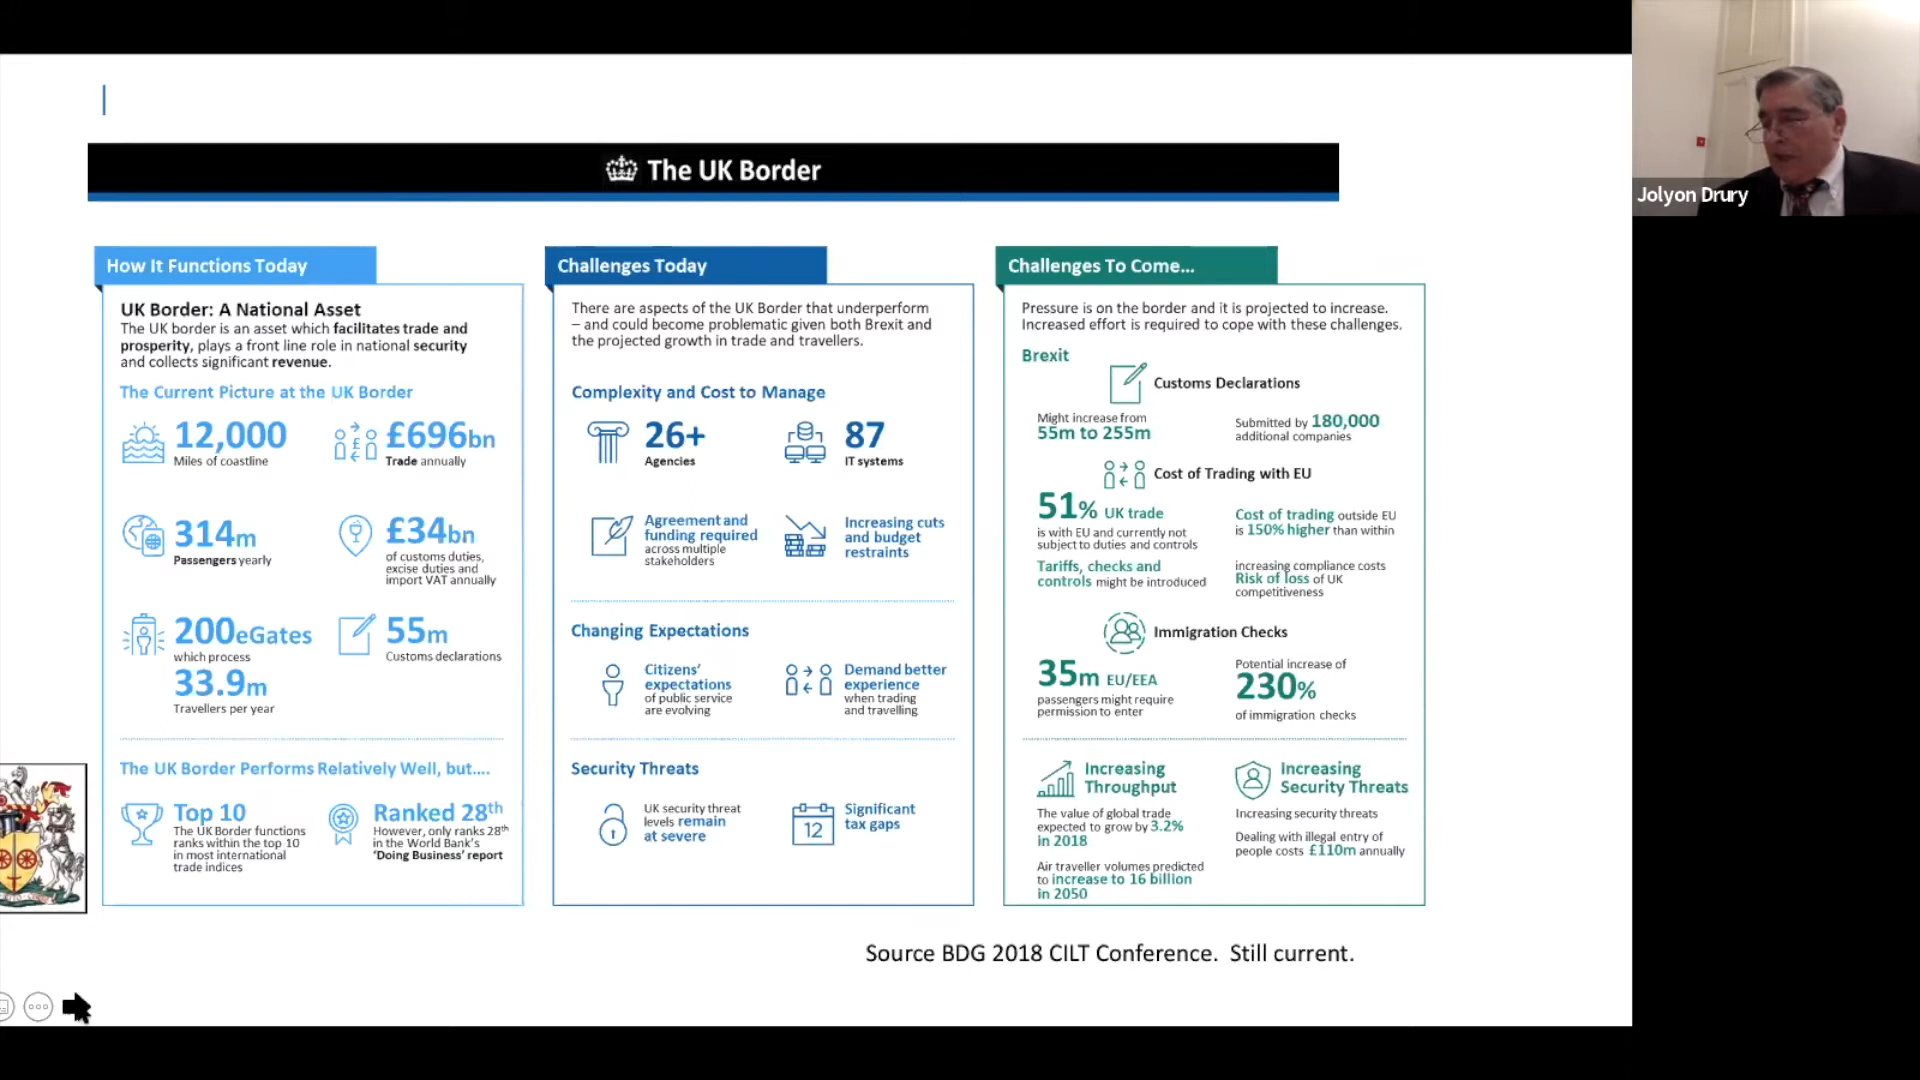 The UK Border
Jolyon Drury
How It Functions Today
UK Border: A National Asset
The UK border is an asset which facilitates trade and
prosperity, plays a front line role in national security
and collects significant revenue.
The Current Picture at the UK Border
12,000
Miles of coastline
£696bn
Trade annually
314m
Passengers yearly
£34bn
of customs duties,
excise duties and
import VAT annually
200eGates
which process
33.9m
Travellers per year
55m
Customs declarations
The UK Border Performs Relatively Well, but....
Top 10
The UK Border functions
ranks within the top 10
in most international
trade indices
Ranked 28th
However, only ranks 28th
in the World Bank's
'Doing Business' report
Challenges Today
There are aspects of the UK Border that underperform
– and could become problematic given both Brexit and
the projected growth in trade and travellers.
Complexity and Cost to Manage
26+
Agencies
87
IT systems
Agreement and
funding required
across multiple
stakeholders
Increasing cuts
and budget
restraints
Changing Expectations
Citizens'
expectations
of public service
are evolving
Demand better
experience
when trading
and travelling
Security Threats
UK security threat
levels remain
at severe
12
Significant
tax gaps
Challenges To Come...
Pressure is on the border and it is projected to increase.
Increased effort is required to cope with these challenges.
Brexit
Customs Declarations
Might increase from
55m to 255m
Submitted by 180,000
additional companies
Cost of Trading with EU
51% UK trade
is with EU and currently not
subject to duties and controls
Tariffs, checks and
controls might be introduced
Cost of trading outside EU
is 150% higher than within
increasing compliance costs
Risk of loss of UK
competitiveness
Immigration Checks
35m EU/EEA
passengers might require
permission to enter
Potential increase of
230%
of immigration checks
Increasing
Throughput
The value of global trade
expected to grow by 3.2%
in 2018
Air traveller volumes predicted
to increase to 16 billion
in 2050
Increasing
Security Threats
Increasing security threats
Dealing with illegal entry of
people costs £110m annually
Source BDG 2018 CILT Conference. Still current.